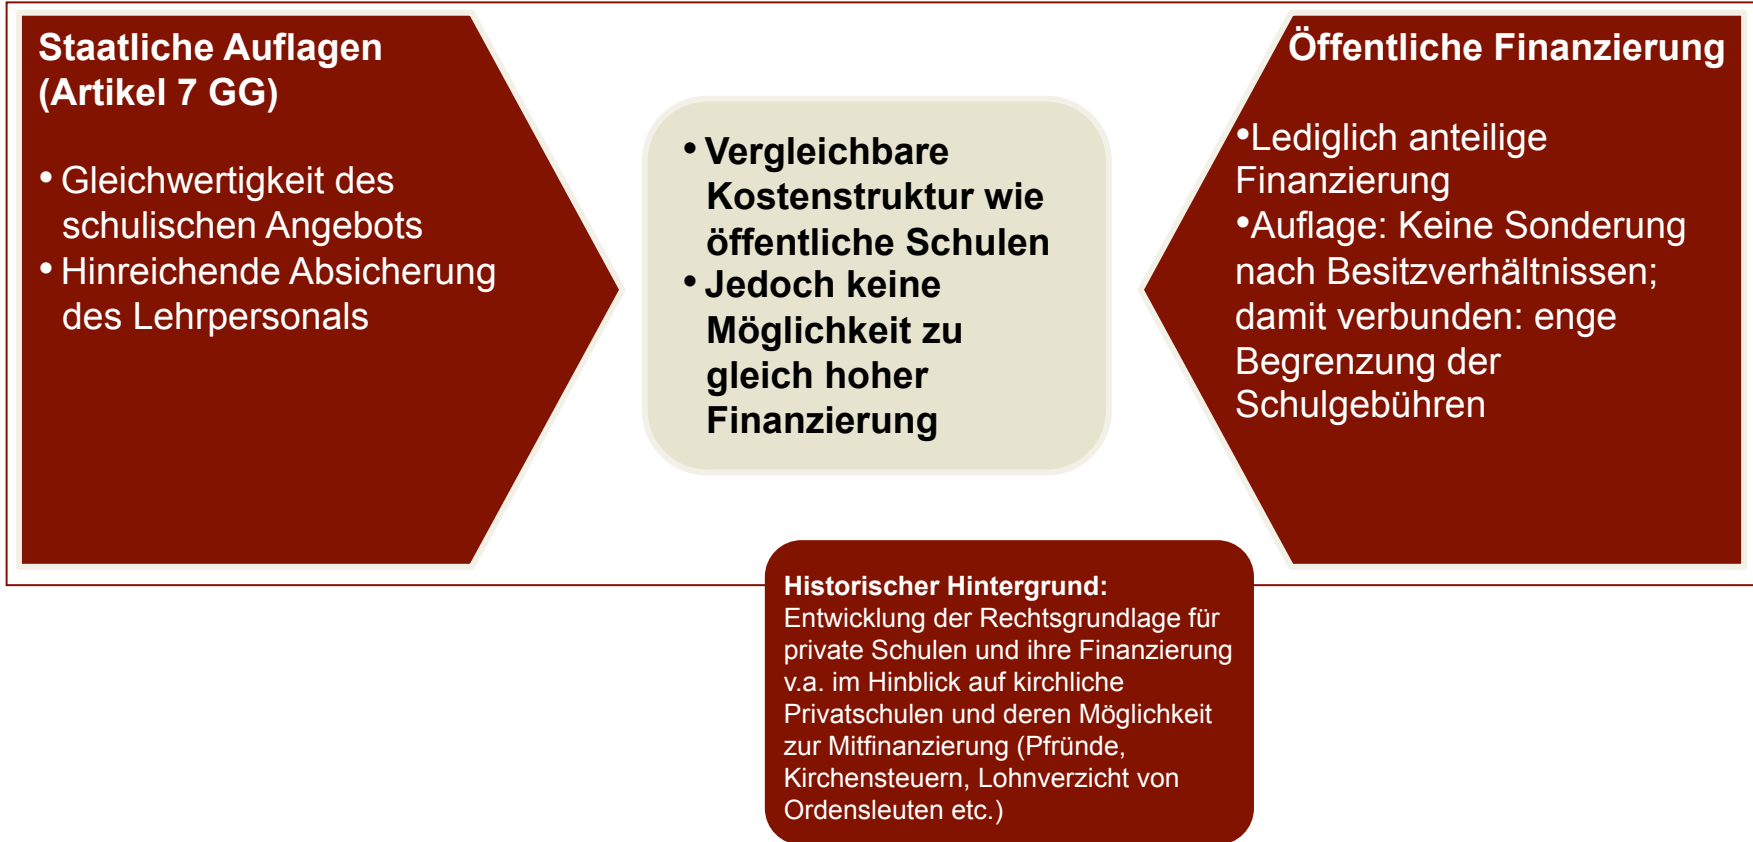 Staatliche Auflagen
(Artikel 7 GG)
• Gleichwertigkeit des
schulischen Angebots
• Hinreichende Absicherung
des Lehrpersonals
• Vergleichbare
Kostenstruktur wie
öffentliche Schulen
• Jedoch keine
Möglichkeit zu
gleich hoher
Finanzierung
Öffentliche Finanzierung
•Lediglich anteilige
Finanzierung
•Auflage: Keine Sonderung
nach Besitzverhältnissen;
damit verbunden: enge
Begrenzung der
Schulgebühren
Historischer Hintergrund:
Entwicklung der Rechtsgrundlage für
private Schulen und ihre Finanzierung
v.a. im Hinblick auf kirchliche
Privatschulen und deren Möglichkeit
zur Mitfinanzierung (Pfründe,
Kirchensteuern, Lohnverzicht von
Ordensleuten etc.)